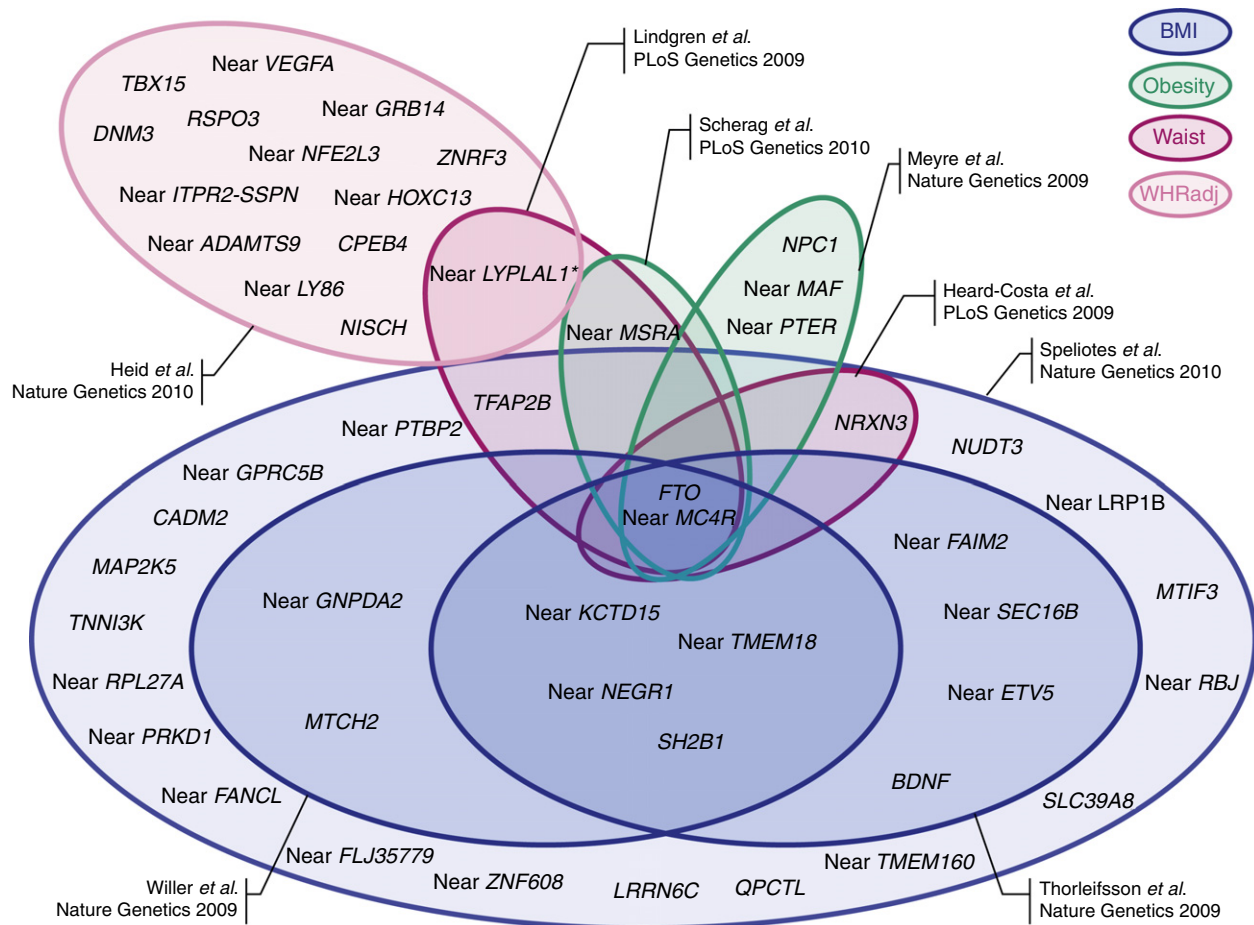 Lindgren et al.
PLoS Genetics 2009
BMI
Obesity
Waist
WHRadj
Scherag et al.
PLoS Genetics 2010
Meyre et al.
Nature Genetics 2009
Heard-Costa et al.
PLoS Genetics 2009
Speliotes et al.
Nature Genetics 2010
Heid et al.
Nature Genetics 2010
Near VEGFA
TBX15
Near GRB14
RSPO3
DNM3
Near NFE2L3
ZNRF3
Near ITPR2-SSPN
Near HOXC13
Near ADAMTS9
CPEB4
Near LYPLAL1*
Near LY86
NISCH
NPC1
Near MAF
Near PTER
Near MSRA
TFAP2B
NRXN3
Near PTBP2
NUDT3
Near GPRC5B
Near LRP1B
CADM2
FTO
Near MC4R
Near FAIM2
MAP2K5
MTIF3
Near GNPDA2
Near KCTD15
Near SEC16B
TNNI3K
Near TMEM18
Near RPL27A
Near NEGR1
Near ETV5
Near RBJ
MTCH2
Near PRKD1
SH2B1
BDNF
Near FANCL
SLC39A8
Near FLJ35779
Near ZNF608
LRRN6C
QPCTL
Near TMEM160
Willer et al.
Nature Genetics 2009
Thorleifsson et al.
Nature Genetics 2009